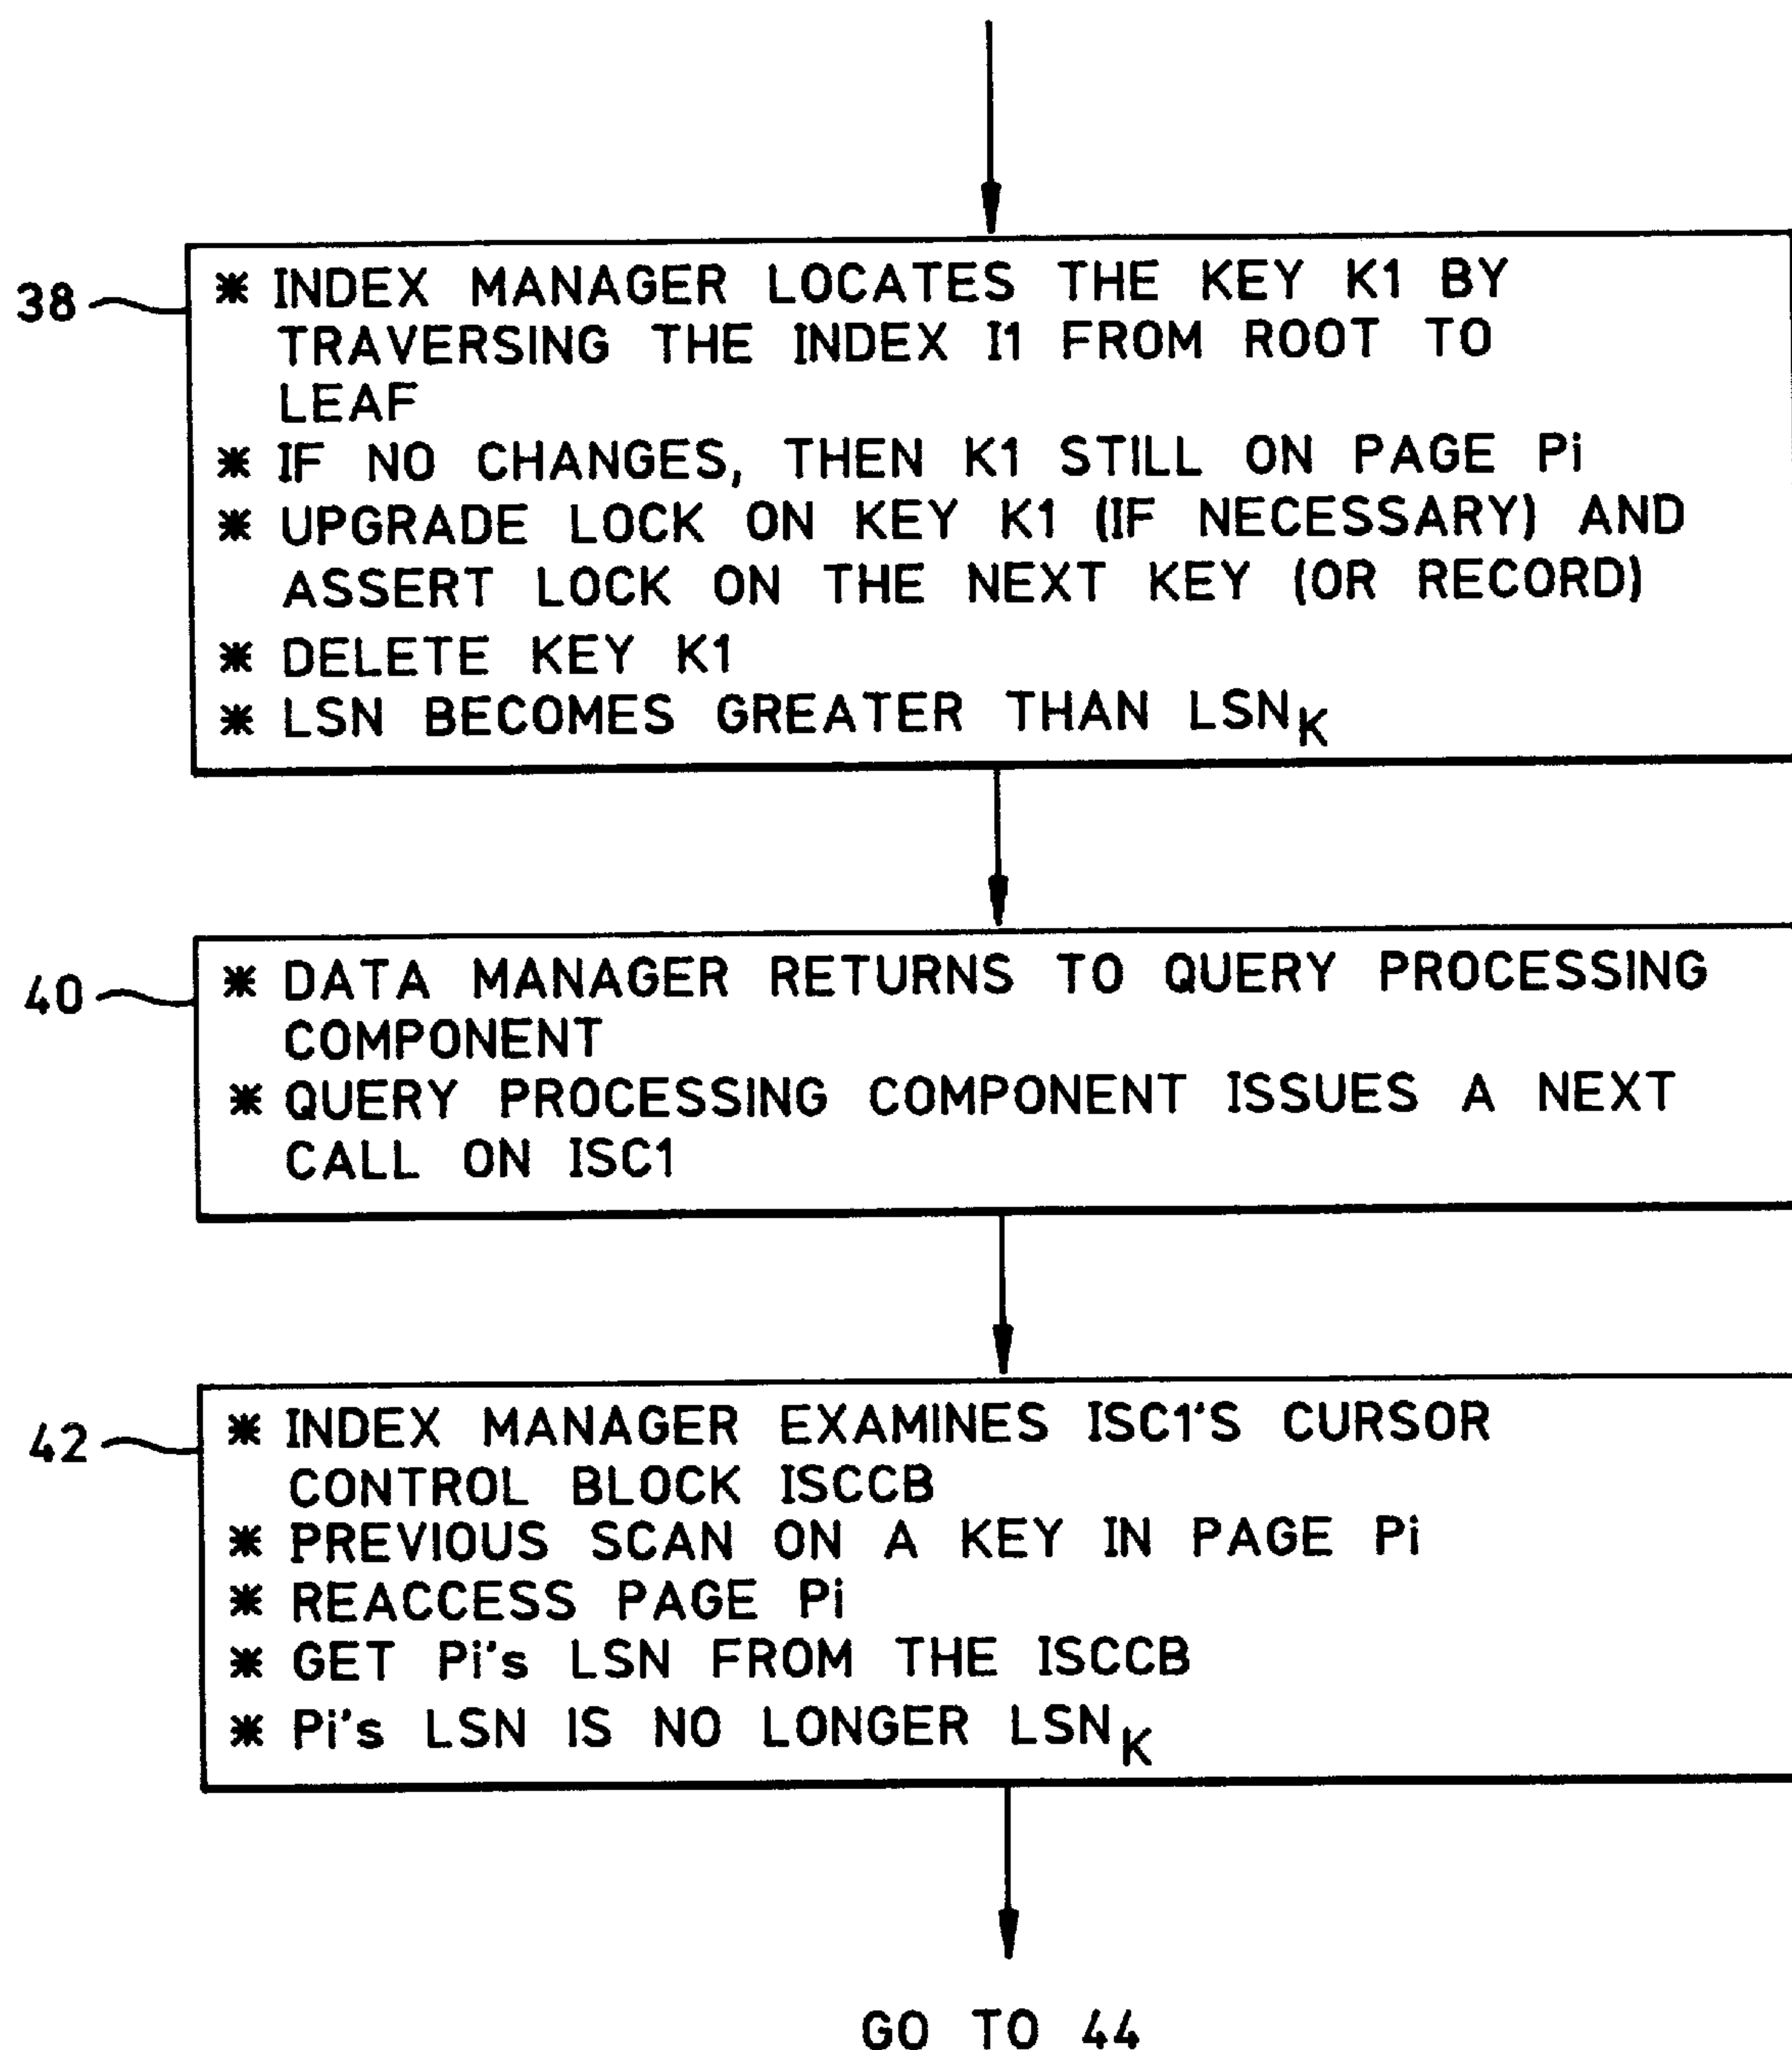 38
* INDEX MANAGER LOCATES THE KEY K1 BY
TRAVERSING THE INDEX I1 FROM ROOT TO
LEAF
* IF NO CHANGES, THEN K1 STILL ON PAGE Pi
* UPGRADE LOCK ON KEY K1 (IF NECESSARY) AND
ASSERT LOCK ON THE NEXT KEY (OR RECORD)
* DELETE KEY K1
* LSN BECOMES GREATER THAN LSNK
40
* DATA MANAGER RETURNS TO QUERY PROCESSING
COMPONENT
* QUERY PROCESSING COMPONENT ISSUES A NEXT
CALL ON ISC1
42
* INDEX MANAGER EXAMINES ISC1'S CURSOR
CONTROL BLOCK ISCCB
* PREVIOUS SCAN ON A KEY IN PAGE Pi
* REACCESS PAGE Pi
* GET Pi's LSN FROM THE ISCCB
* Pi's LSN IS NO LONGER LSNK
GO TO 44